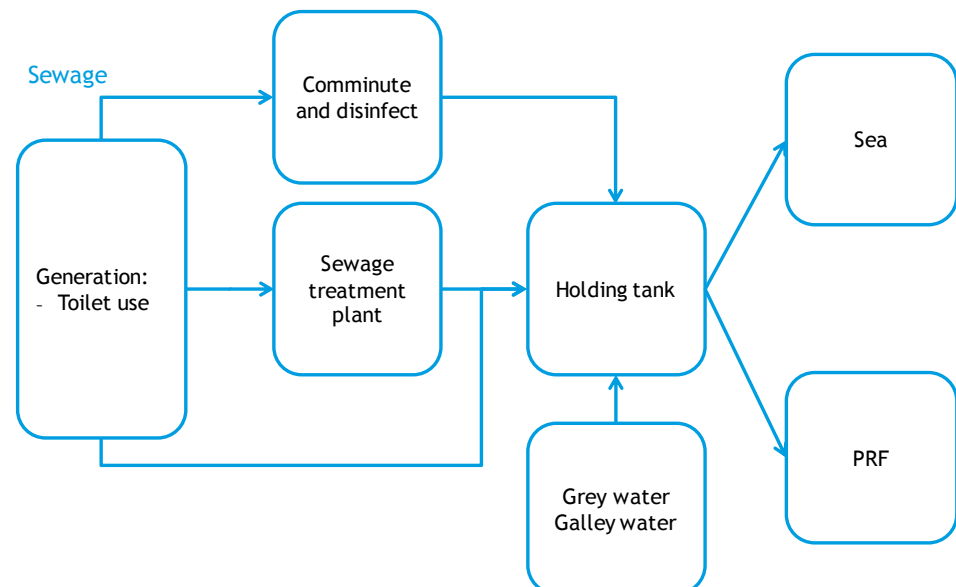 Sewage
Comminute
and disinfect
Sea
Generation:
- Toilet use
Sewage
treatment
plant
Holding tank
Grey water
Galley water
PRF